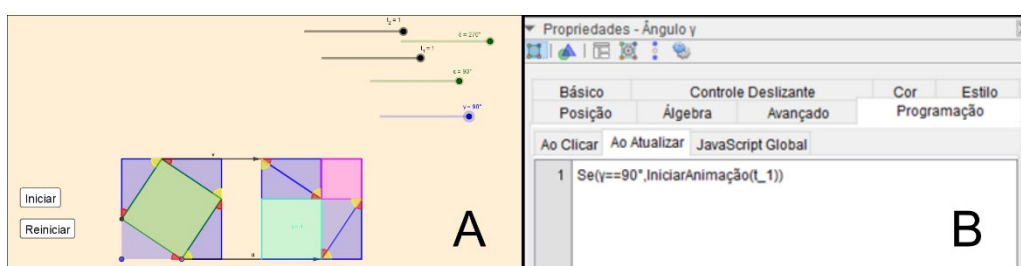 t₂ = 1
ε = 270°
t₁ = 1
ε = 90°
γ = 90°
v
Iniciar
Reiniciar
u
A
Propriedades - Ângulo γ
Básico Controle Deslizante Cor Estilo
Posição Álgebra Avançado Programação
Ao Clicar Ao Atualizar JavaScript Global
1 Se(γ==90°,IniciarAnimação(t_1))
B